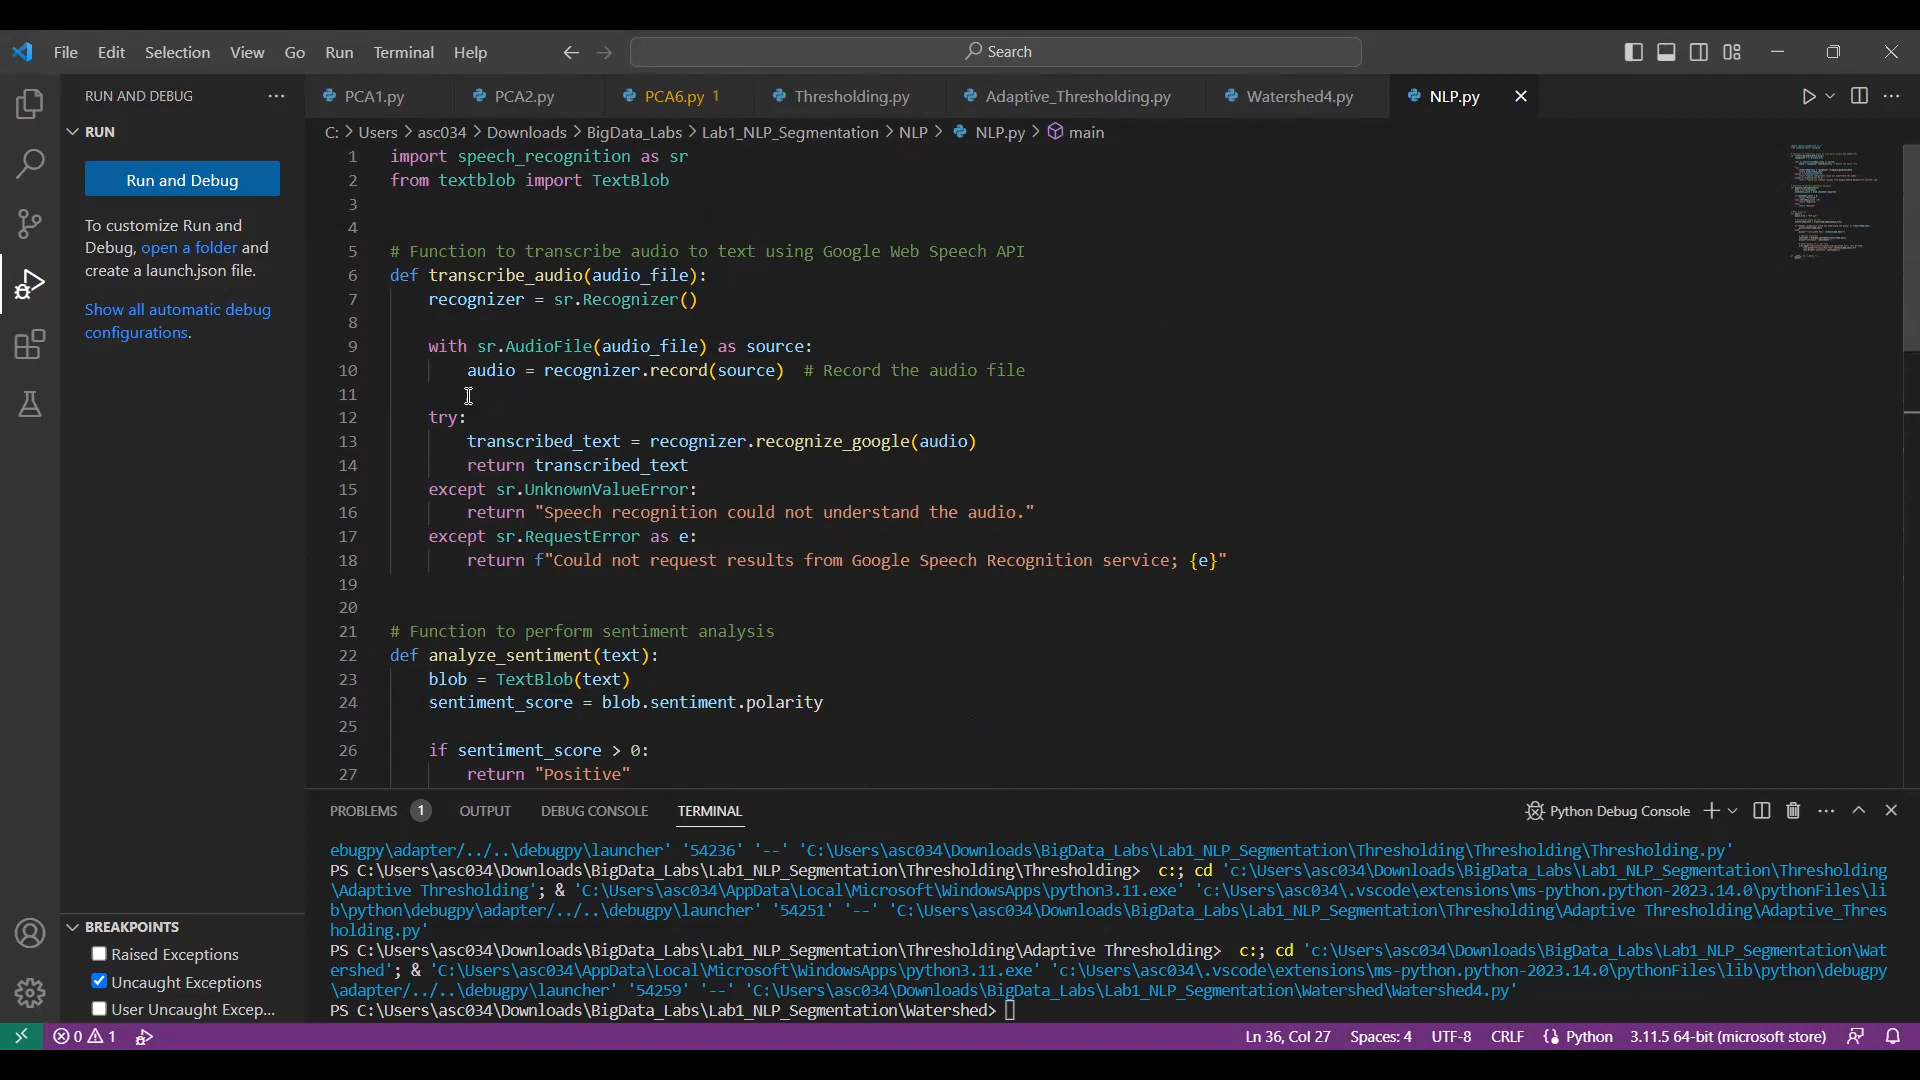 File Edit Selection View Go Run Terminal Help
Search
RUN AND DEBUG
PCA1.py PCA2.py PCA6.py 1 Thresholding.py Adaptive_Thresholding.py Watershed4.py NLP.py
RUN
C: > Users > asc034 > Downloads > BigData_Labs > Lab1_NLP_Segmentation > NLP > NLP.py > main
Run and Debug
To customize Run and
Debug, open a folder and
create a launch.json file.
Show all automatic debug
configurations.
1 import speech_recognition as sr
2 from textblob import TextBlob
3
4
5 # Function to transcribe audio to text using Google Web Speech API
6 def transcribe_audio(audio_file):
7     recognizer = sr.Recognizer()
8
9     with sr.AudioFile(audio_file) as source:
10         audio = recognizer.record(source)  # Record the audio file
11
12     try:
13         transcribed_text = recognizer.recognize_google(audio)
14         return transcribed_text
15     except sr.UnknownValueError:
16         return "Speech recognition could not understand the audio."
17     except sr.RequestError as e:
18         return f"Could not request results from Google Speech Recognition service; {e}"
19
20
21 # Function to perform sentiment analysis
22 def analyze_sentiment(text):
23     blob = TextBlob(text)
24     sentiment_score = blob.sentiment.polarity
25
26     if sentiment_score > 0:
27         return "Positive"
PROBLEMS 1 OUTPUT DEBUG CONSOLE TERMINAL
Python Debug Console
ebugpy\adapter/../..\debugpy\launcher' '54236' '--' 'C:\Users\asc034\Downloads\BigData_Labs\Lab1_NLP_Segmentation\Thresholding\Thresholding\Thresholding.py'
PS C:\Users\asc034\Downloads\BigData_Labs\Lab1_NLP_Segmentation\Thresholding\Thresholding>  c:; cd 'c:\Users\asc034\Downloads\BigData_Labs\Lab1_NLP_Segmentation\Thresholding
\Adaptive Thresholding'; & 'C:\Users\asc034\AppData\Local\Microsoft\WindowsApps\python3.11.exe' 'c:\Users\asc034\.vscode\extensions\ms-python.python-2023.14.0\pythonFiles\li
b\python\debugpy\adapter/../..\debugpy\launcher' '54251' '--' 'C:\Users\asc034\Downloads\BigData_Labs\Lab1_NLP_Segmentation\Thresholding\Adaptive Thresholding\Adaptive_Thres
holding.py'
PS C:\Users\asc034\Downloads\BigData_Labs\Lab1_NLP_Segmentation\Thresholding\Adaptive Thresholding>  c:; cd 'c:\Users\asc034\Downloads\BigData_Labs\Lab1_NLP_Segmentation\Wat
ershed'; & 'C:\Users\asc034\AppData\Local\Microsoft\WindowsApps\python3.11.exe' 'c:\Users\asc034\.vscode\extensions\ms-python.python-2023.14.0\pythonFiles\lib\python\debugpy
\adapter/../..\debugpy\launcher' '54259' '--' 'C:\Users\asc034\Downloads\BigData_Labs\Lab1_NLP_Segmentation\Watershed\Watershed4.py'
PS C:\Users\asc034\Downloads\BigData_Labs\Lab1_NLP_Segmentation\Watershed>
BREAKPOINTS
Raised Exceptions
Uncaught Exceptions
User Uncaught Excep...
0 1
Ln 36, Col 27 Spaces: 4 UTF-8 CRLF Python 3.11.5 64-bit (microsoft store)